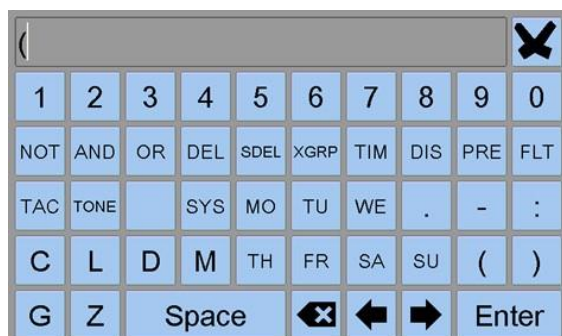 (
1 2 3 4 5 6 7 8 9 0
NOT AND OR DEL SDEL XGRP TIM DIS PRE FLT
TAC TONE SYS MO TU WE . - :
C L D M TH FR SA SU ( )
G Z Space Enter